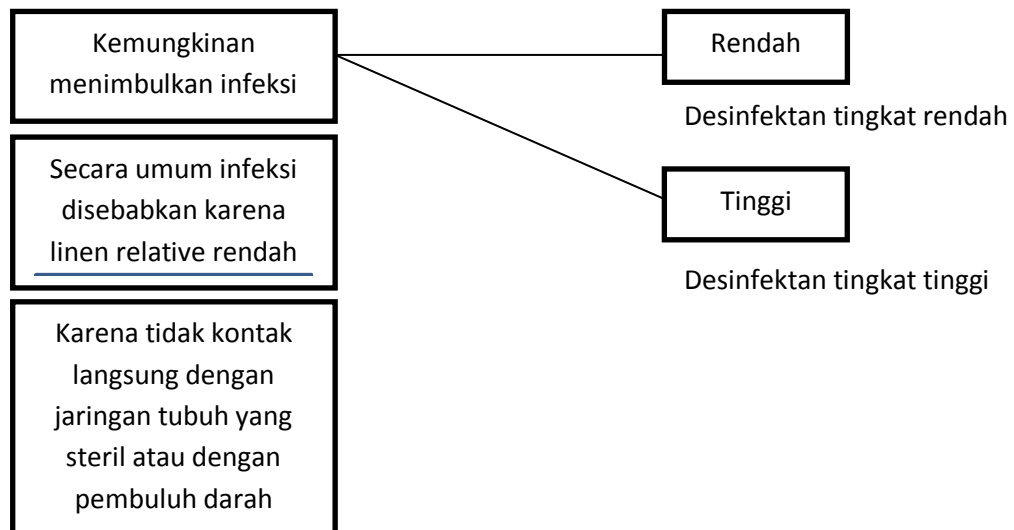 Kemungkinan
menimbulkan infeksi
Rendah
Desinfektan tingkat rendah
Secara umum infeksi
disebabkan karena
linen relative rendah
Tinggi
Desinfektan tingkat tinggi
Karena tidak kontak
langsung dengan
jaringan tubuh yang
steril atau dengan
pembuluh darah